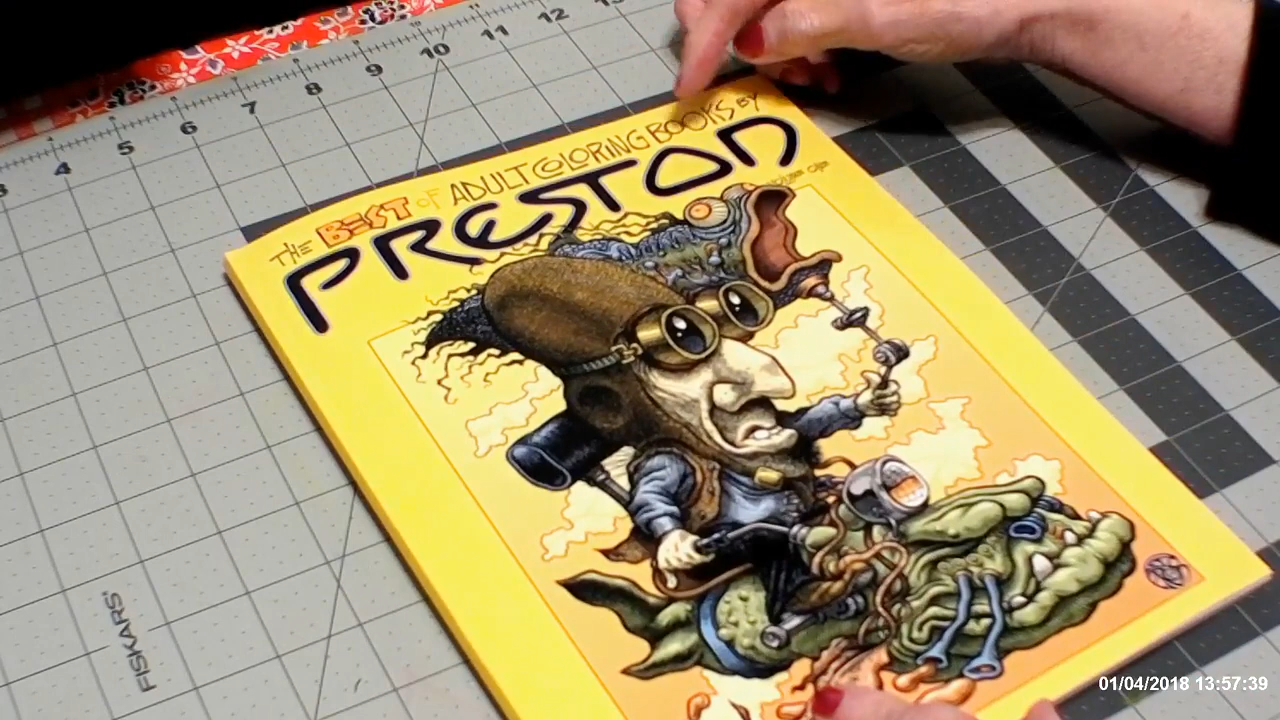 4 5 6 7 8 9 10 11 12
THE BEST OF ADULT COLORING BOOKS BY
PRESTON
FISKARS
01/04/2018 13:57:39